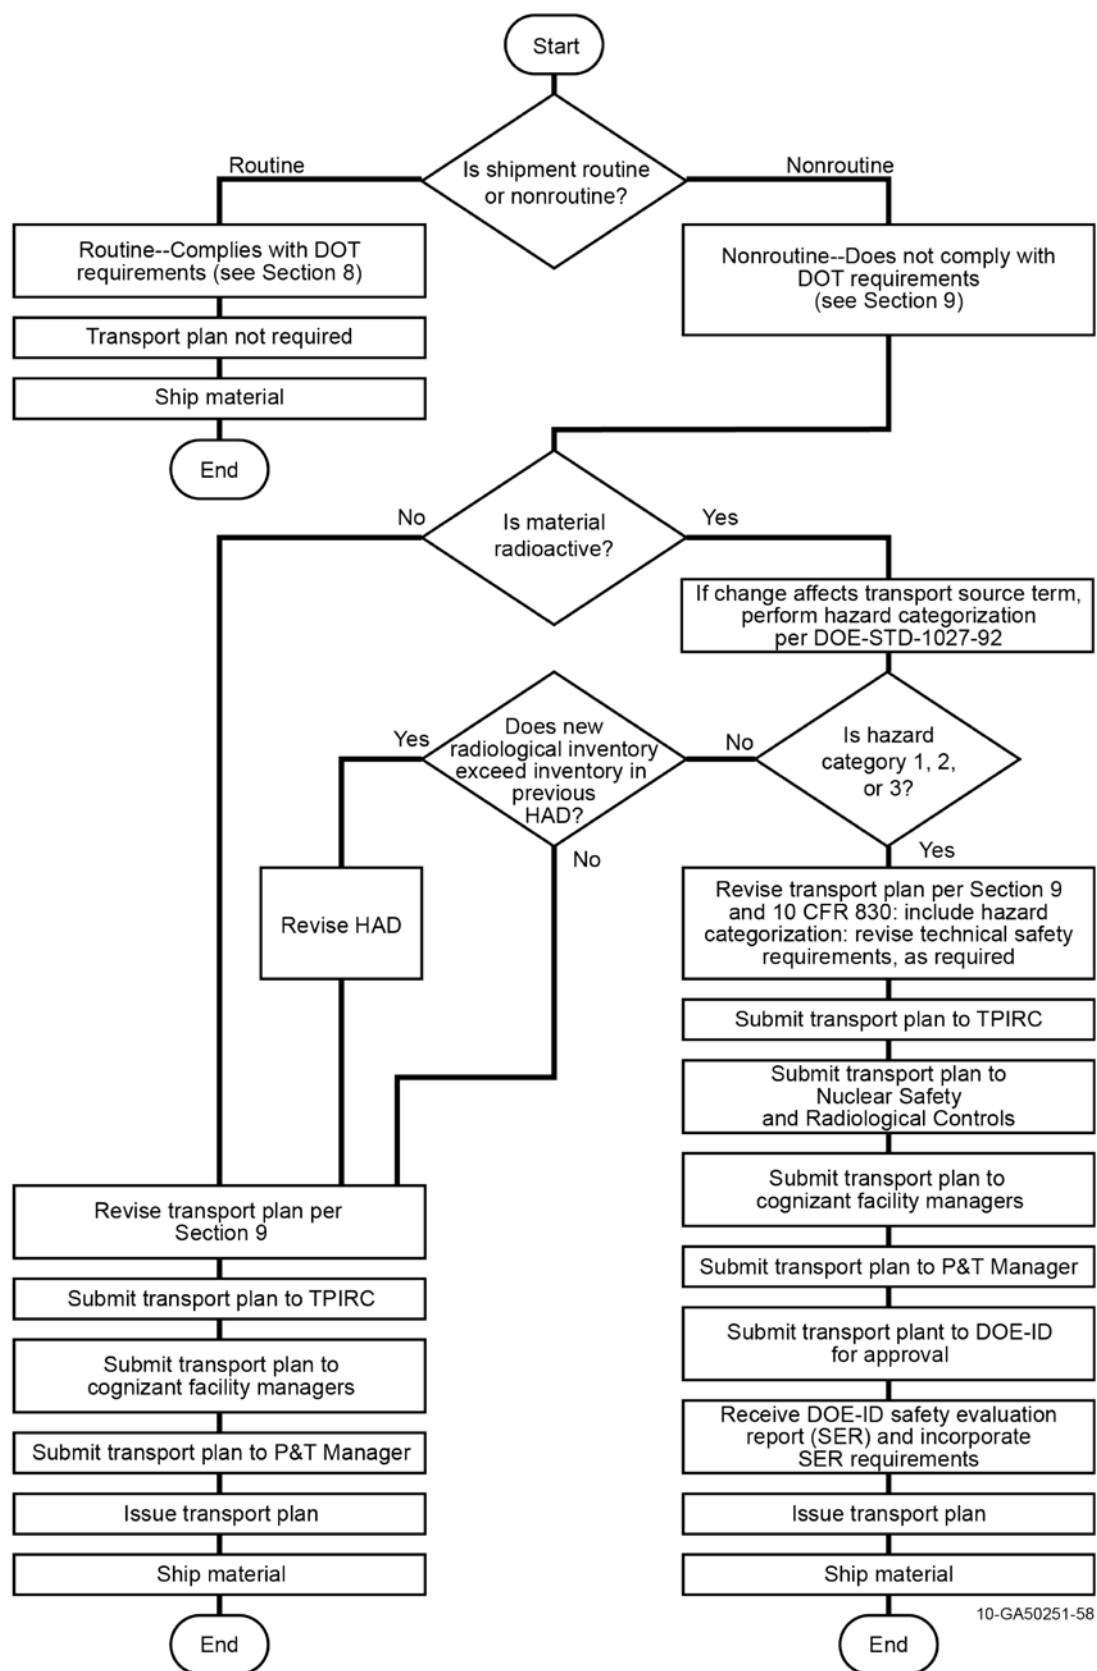 Start
Is shipment routine
or nonroutine?
Routine
Nonroutine
Routine--Complies with DOT
requirements (see Section 8)
Transport plan not required
Ship material
End
Nonroutine--Does not comply with
DOT requirements
(see Section 9)
Is material
radioactive?
No
Yes
If change affects transport source term,
perform hazard categorization
per DOE-STD-1027-92
Is hazard
category 1, 2,
or 3?
No
Yes
Does new
radiological inventory
exceed inventory in
previous
HAD?
Yes
No
Revise HAD
Revise transport plan per Section 9
and 10 CFR 830: include hazard
categorization: revise technical safety
requirements, as required
Submit transport plan to TPIRC
Submit transport plan to
Nuclear Safety
and Radiological Controls
Submit transport plan to
cognizant facility managers
Submit transport plan to P&T Manager
Submit transport plant to DOE-ID
for approval
Receive DOE-ID safety evaluation
report (SER) and incorporate
SER requirements
Issue transport plan
Ship material
End
Revise transport plan per
Section 9
Submit transport plan to TPIRC
Submit transport plan to
cognizant facility managers
Submit transport plan to P&T Manager
Issue transport plan
Ship material
End
10-GA50251-58